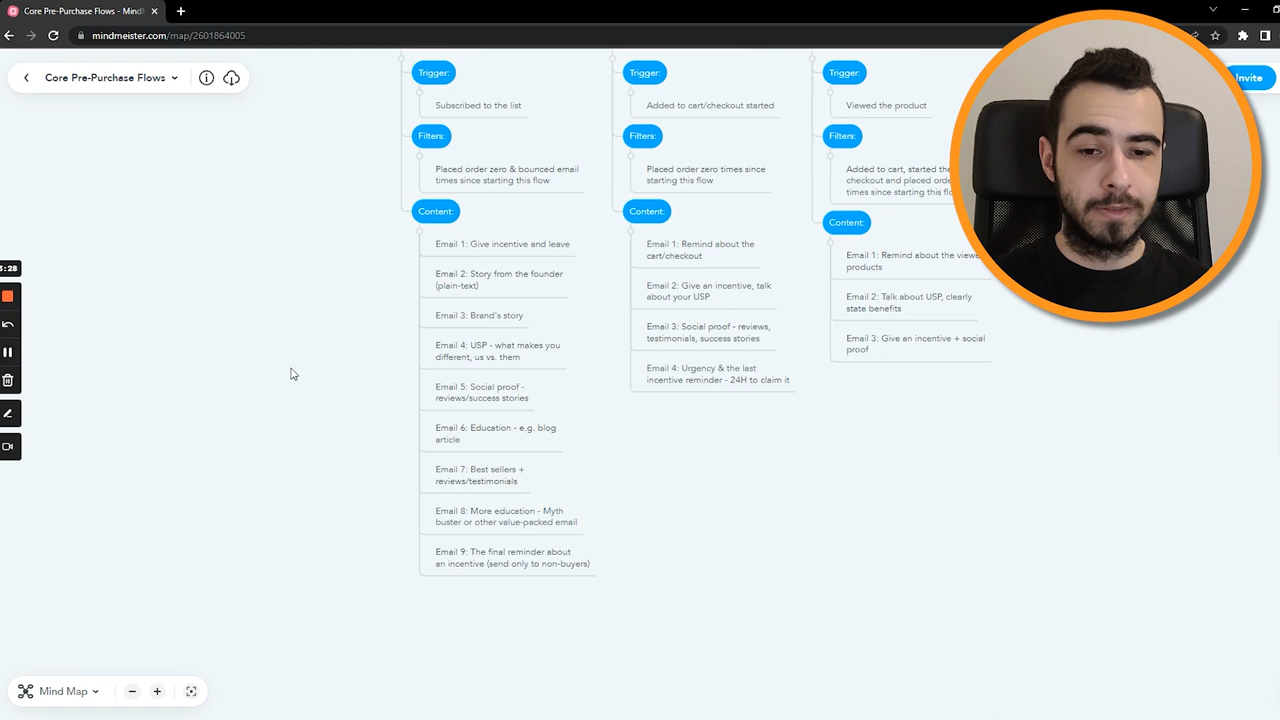 Core Pre-Purchase Flows - Mind
mindmeister.com/map/2601864005
Core Pre-Purchase Flows
Invite
Trigger:
Subscribed to the list
Filters:
Placed order zero & bounced email
times since starting this flow
Content:
Email 1: Give incentive and leave
Email 2: Story from the founder
(plain-text)
Email 3: Brand's story
Email 4: USP - what makes you
different, us vs. them
Email 5: Social proof -
reviews/success stories
Email 6: Education - e.g. blog
article
Email 7: Best sellers +
reviews/testimonials
Email 8: More education - Myth
buster or other value-packed email
Email 9: The final reminder about
an incentive (send only to non-buyers)
Trigger:
Added to cart/checkout started
Filters:
Placed order zero times since
starting this flow
Content:
Email 1: Remind about the
cart/checkout
Email 2: Give an incentive, talk
about your USP
Email 3: Social proof - reviews,
testimonials, success stories
Email 4: Urgency & the last
incentive reminder - 24H to claim it
Trigger:
Viewed the product
Filters:
Added to cart, started the
checkout and placed orde
times since starting this flo
Content:
Email 1: Remind about the viewe
products
Email 2: Talk about USP, clearly
state benefits
Email 3: Give an incentive + social
proof
5:28
Mind Map